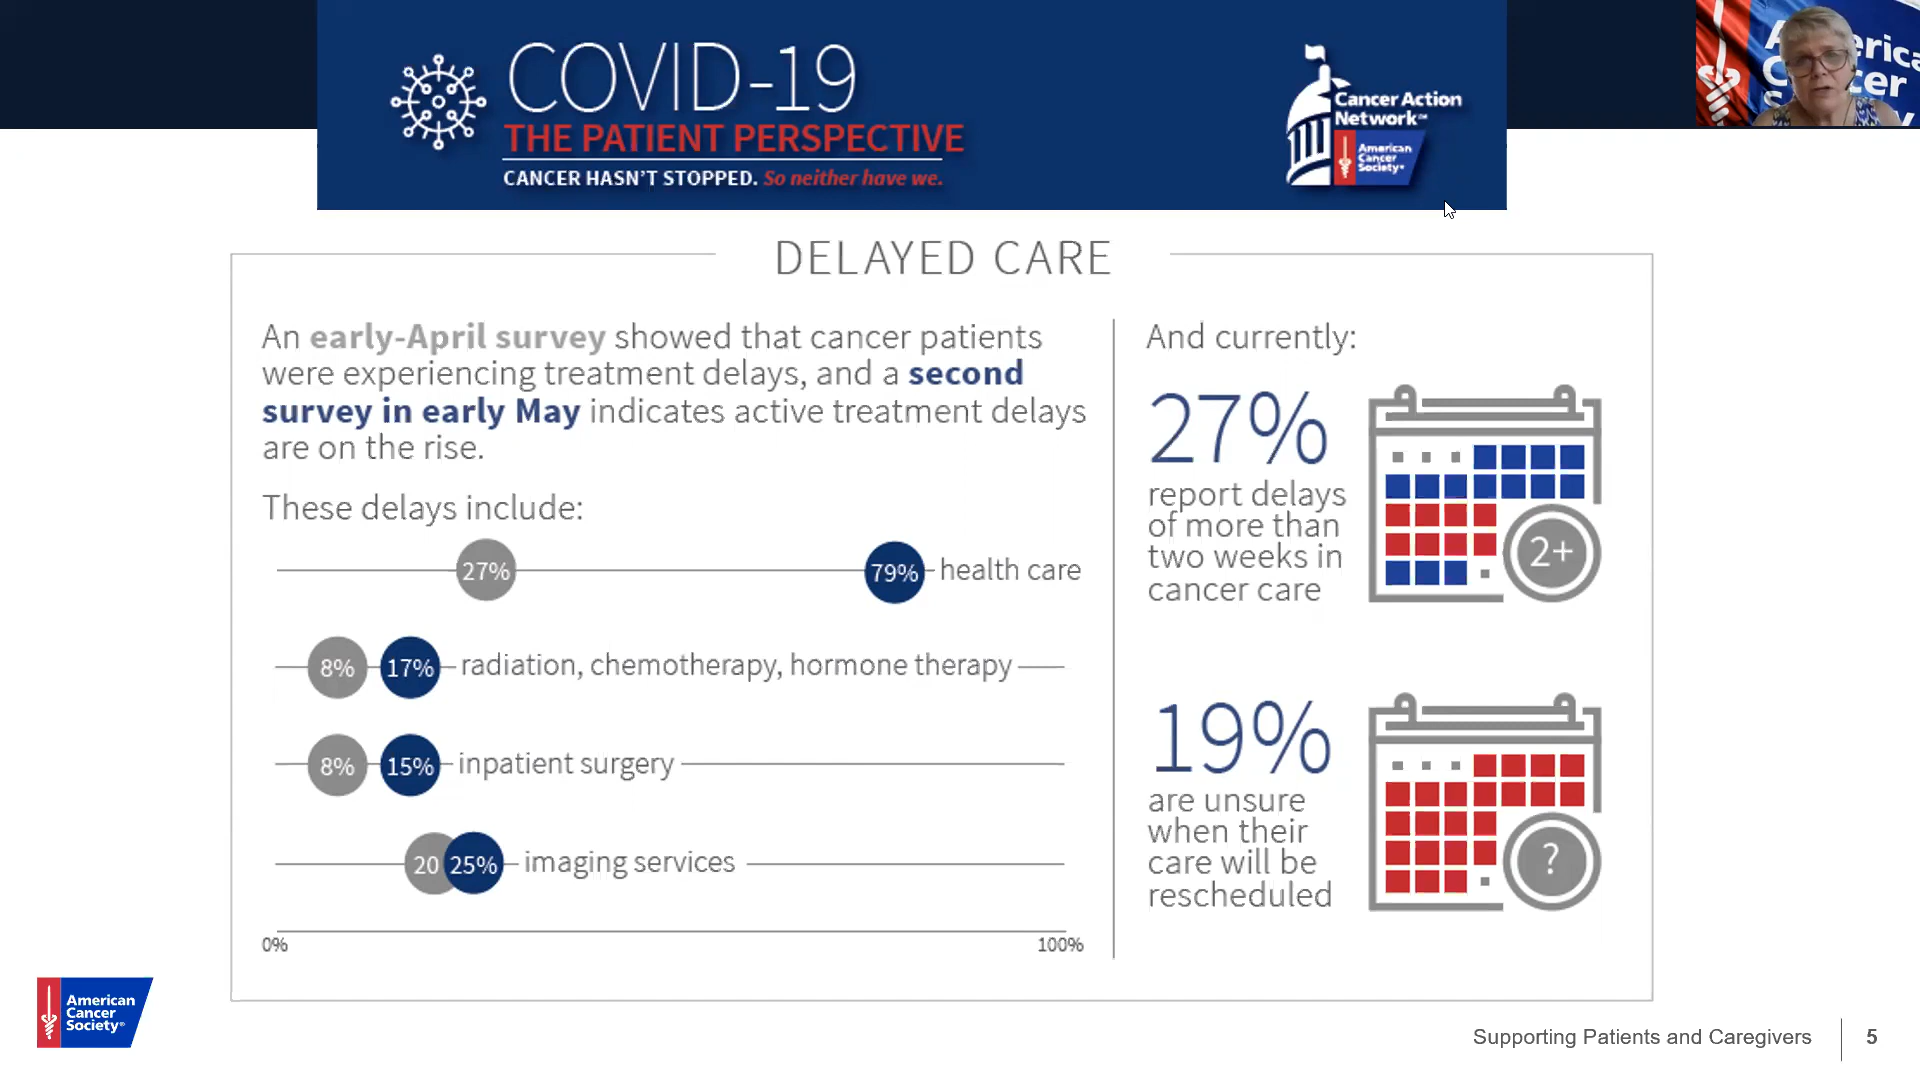 COVID-19
THE PATIENT PERSPECTIVE
CANCER HASN'T STOPPED. So neither have we.
Cancer Action
Network℠
American
Cancer
Society®
DELAYED CARE
An early-April survey showed that cancer patients
were experiencing treatment delays, and a second
survey in early May indicates active treatment delays
are on the rise.
These delays include:
27% 79% health care
8% 17% radiation, chemotherapy, hormone therapy
8% 15% inpatient surgery
20 25% imaging services
0% 100%
And currently:
27%
report delays
of more than
two weeks in
cancer care
2+
19%
are unsure
when their
care will be
rescheduled
?
American
Cancer
Society®
Supporting Patients and Caregivers 5